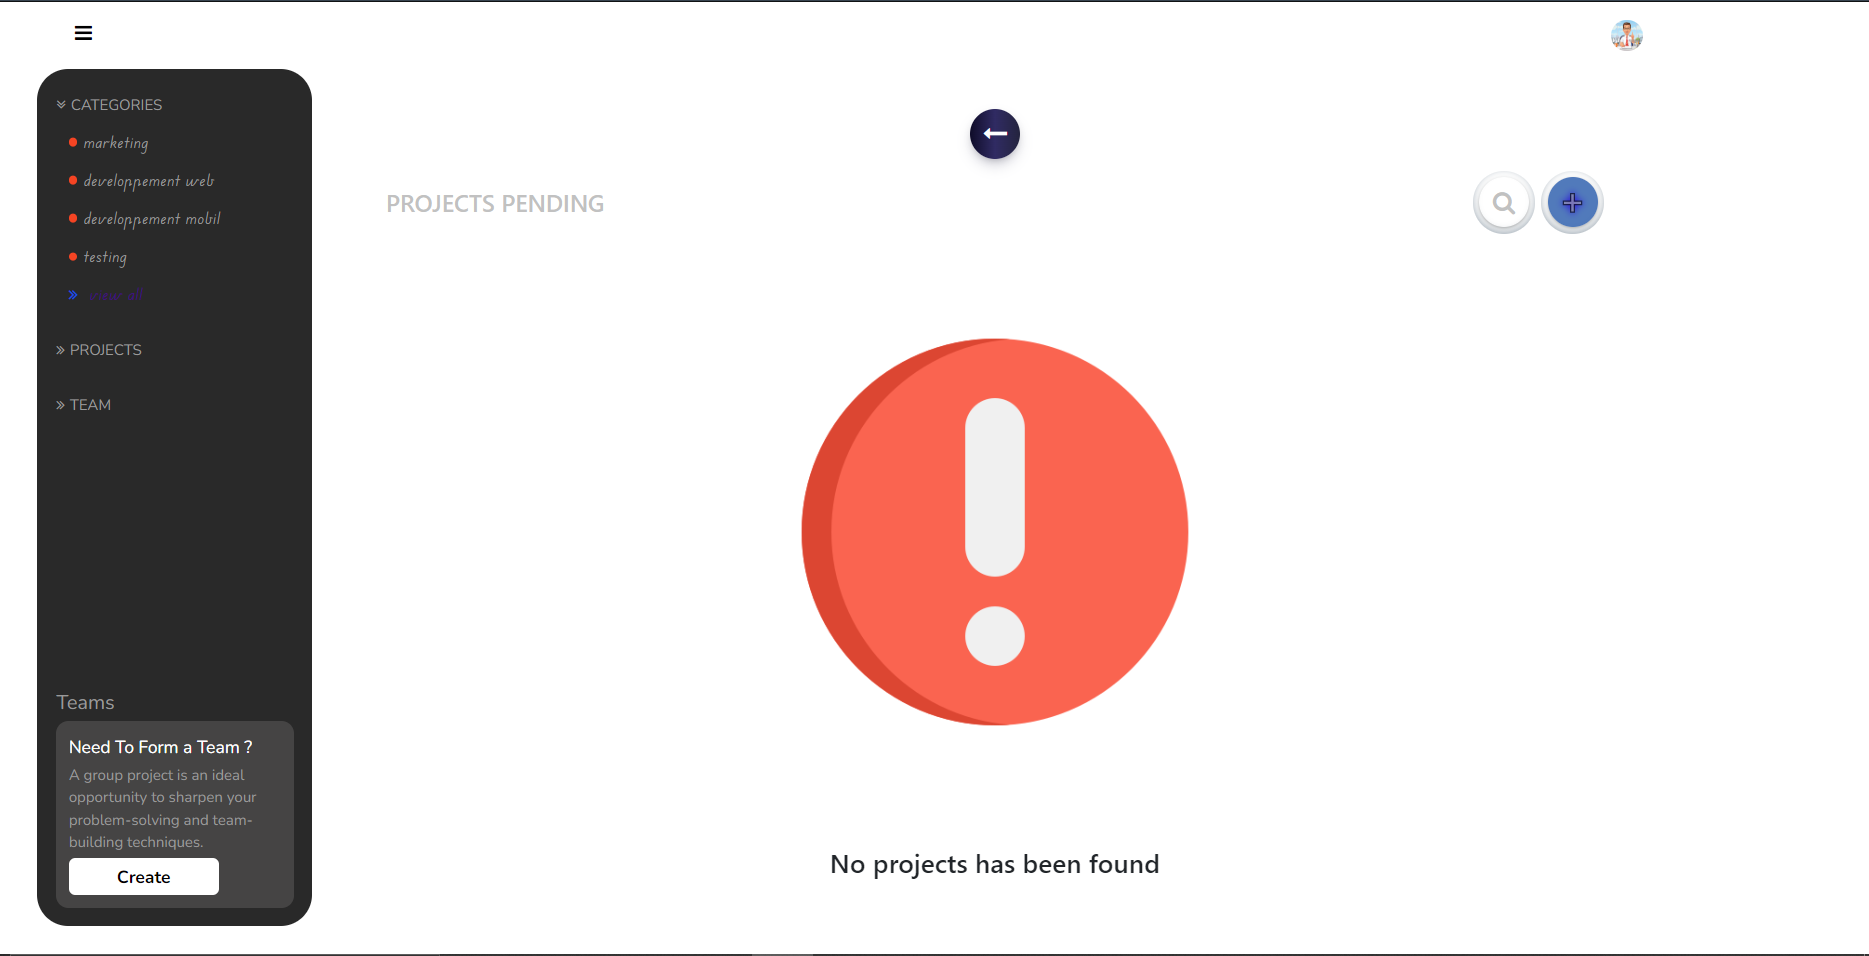 CATEGORIES
marketing
developpement web
developpement mobil
testing
PROJECTS
TEAM
Teams
Need To Form a Team ?
A group project is an ideal
opportunity to sharpen your
problem-solving and team-
building techniques.
Create
PROJECTS PENDING
No projects has been found